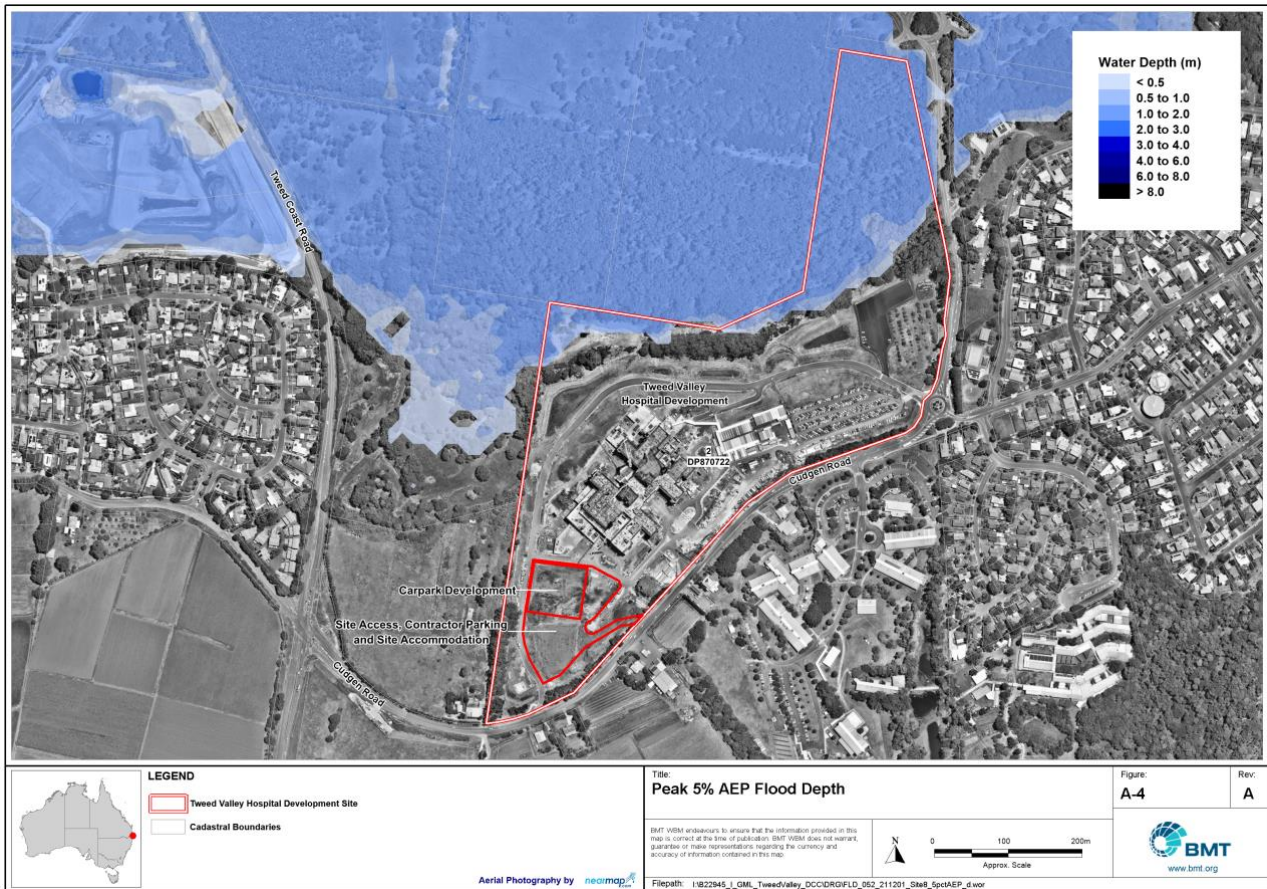 Water Depth (m)
< 0.5
0.5 to 1.0
1.0 to 2.0
2.0 to 3.0
3.0 to 4.0
4.0 to 6.0
6.0 to 8.0
> 8.0
Tweed Coast Road
Tweed Valley
Hospital Development
2
DP870722
Cudgen Road
Carpark Development
Site Access, Contractor Parking
and Site Accommodation
Cudgen Road
LEGEND
Tweed Valley Hospital Development Site
Cadastral Boundaries
Aerial Photography by nearmap.com
Title:
Peak 5% AEP Flood Depth
BMT WBM endeavours to ensure that the information provided in this
map is correct at the time of publication. BMT WBM does not warrant,
guarantee or make representations regarding the currency and
accuracy of information contained in this map.
N
0 100 200m
Approx. Scale
Figure:
A-4
Rev:
A
BMT
www.bmt.org
Filepath: I:\B22945_I_GML_TweedValley_DCC\DRG\FLD_052_211201_Site8_5pctAEP_d.wor